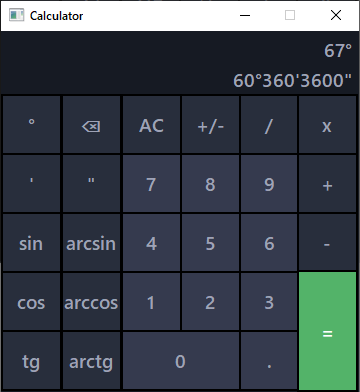 Calculator
67°
60°360'3600"
° ⌫ AC +/- / x
' " 7 8 9 +
sin arcsin 4 5 6 -
cos arccos 1 2 3
tg arctg 0 . =